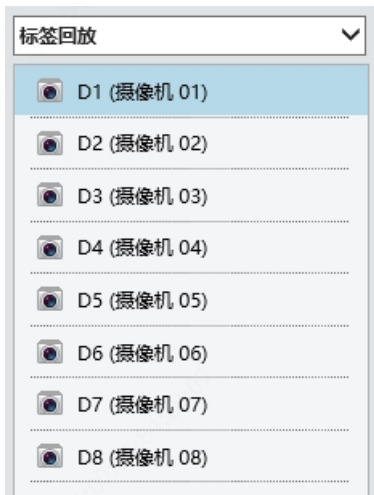 标签回放
D1 (摄像机 01)
D2 (摄像机 02)
D3 (摄像机 03)
D4 (摄像机 04)
D5 (摄像机 05)
D6 (摄像机 06)
D7 (摄像机 07)
D8 (摄像机 08)